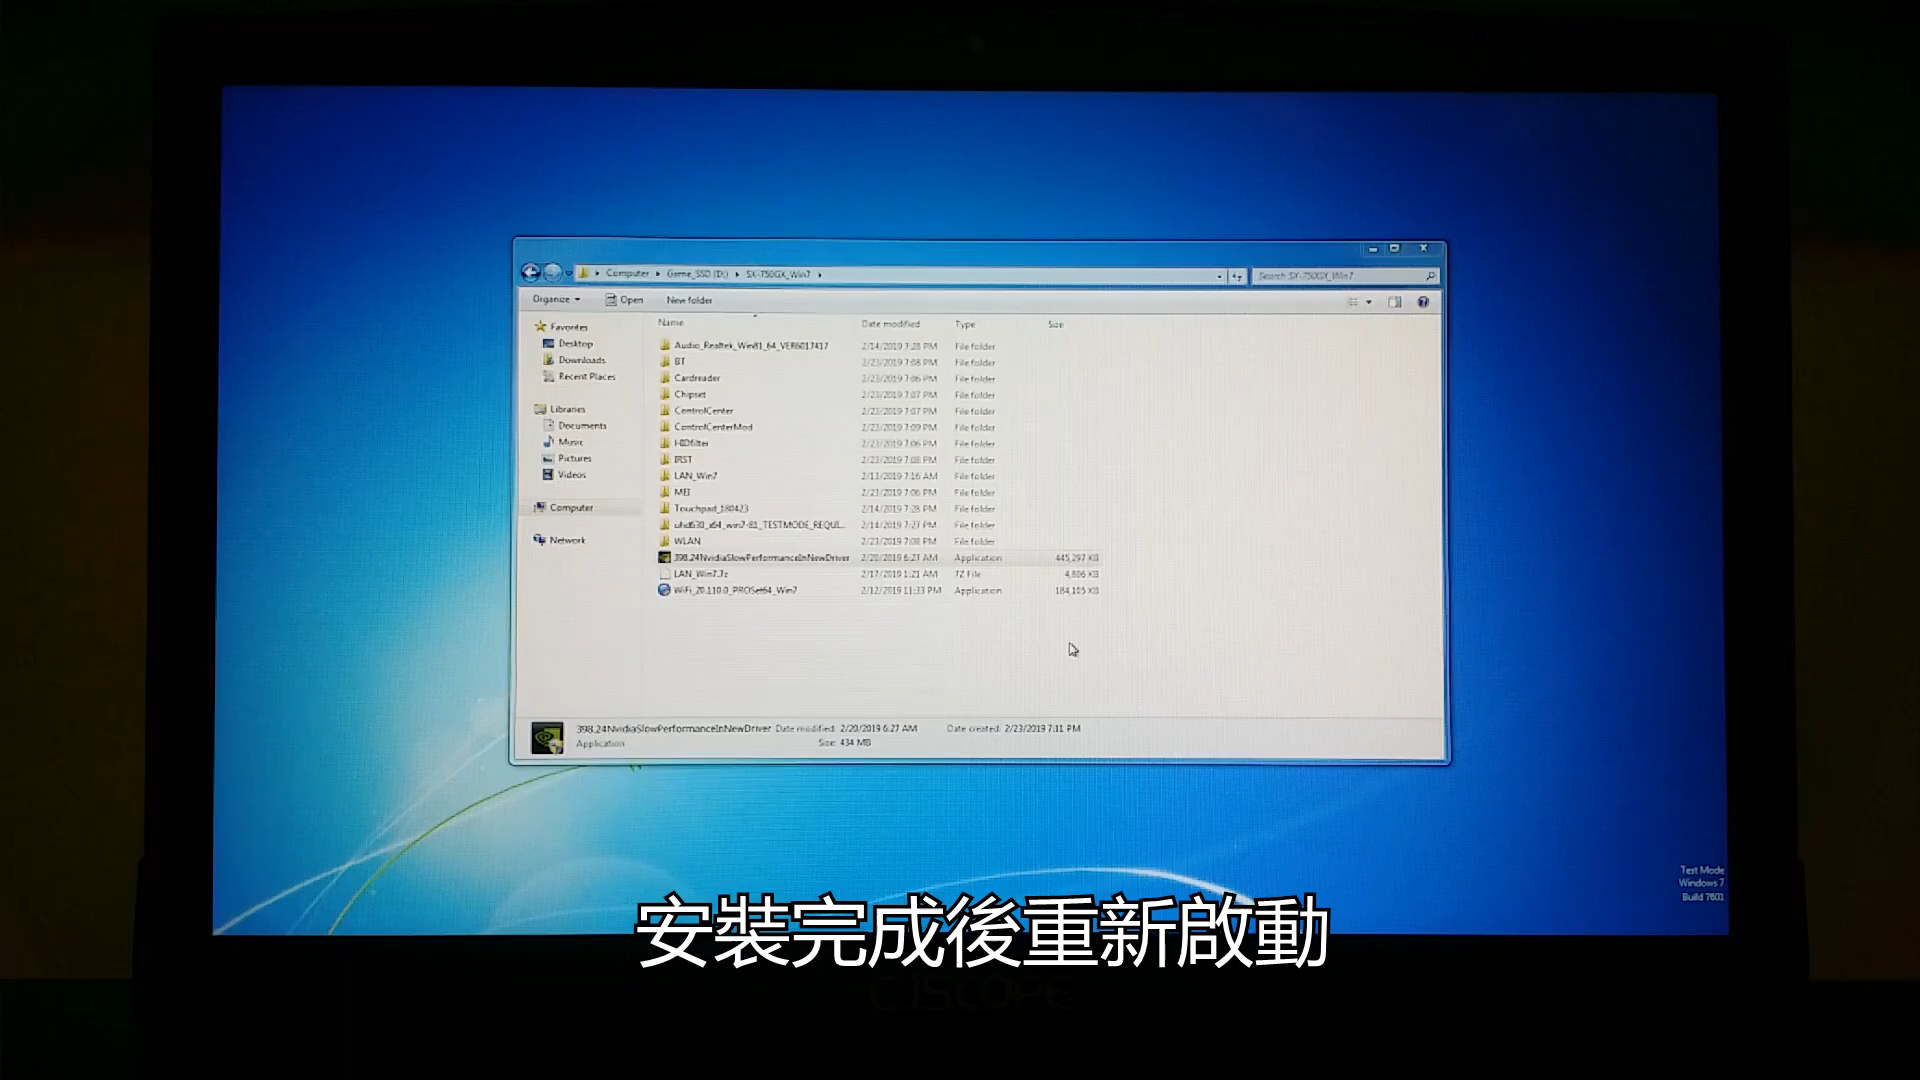 Computer ▸ Game_SSD (D:) ▸ SX-750GX_Win7 ▸
Search SX-750GX_Win7
Organize Open New folder
Name Date modified Type Size
Favorites
Desktop
Downloads
Recent Places
Libraries
Documents
Music
Pictures
Videos
Computer
Network
Audio_Realtek_Win81_64_VER6017417 2/14/2019 7:28 PM File folder
BT 2/23/2019 7:08 PM File folder
Cardreader 2/23/2019 7:06 PM File folder
Chipset 2/23/2019 7:07 PM File folder
ControlCenter 2/23/2019 7:07 PM File folder
ControlCenterMod 2/23/2019 7:09 PM File folder
HIDfilter 2/23/2019 7:06 PM File folder
IRST 2/23/2019 7:08 PM File folder
LAN_Win7 2/13/2019 7:16 AM File folder
MEI 2/23/2019 7:06 PM File folder
Touchpad_180423 2/14/2019 7:28 PM File folder
uhd630_x64_win7-81_TESTMODE_REQUI... 2/14/2019 7:27 PM File folder
WLAN 2/23/2019 7:08 PM File folder
398.24NvidiaSlowPerformanceInNewDriver 2/20/2019 6:27 AM Application 445,297 KB
LAN_Win7.7z 2/17/2019 1:21 AM 7Z File 4,806 KB
WiFi_20.110.0_PROSet64_Win7 2/12/2019 11:33 PM Application 184,105 KB
398.24NvidiaSlowPerformanceInNewDriver Date modified: 2/20/2019 6:27 AM Date created: 2/23/2019 7:11 PM
Application Size: 434 MB
Test Mode
Windows 7
Build 7601
安裝完成後重新啟動
CJSCOPE